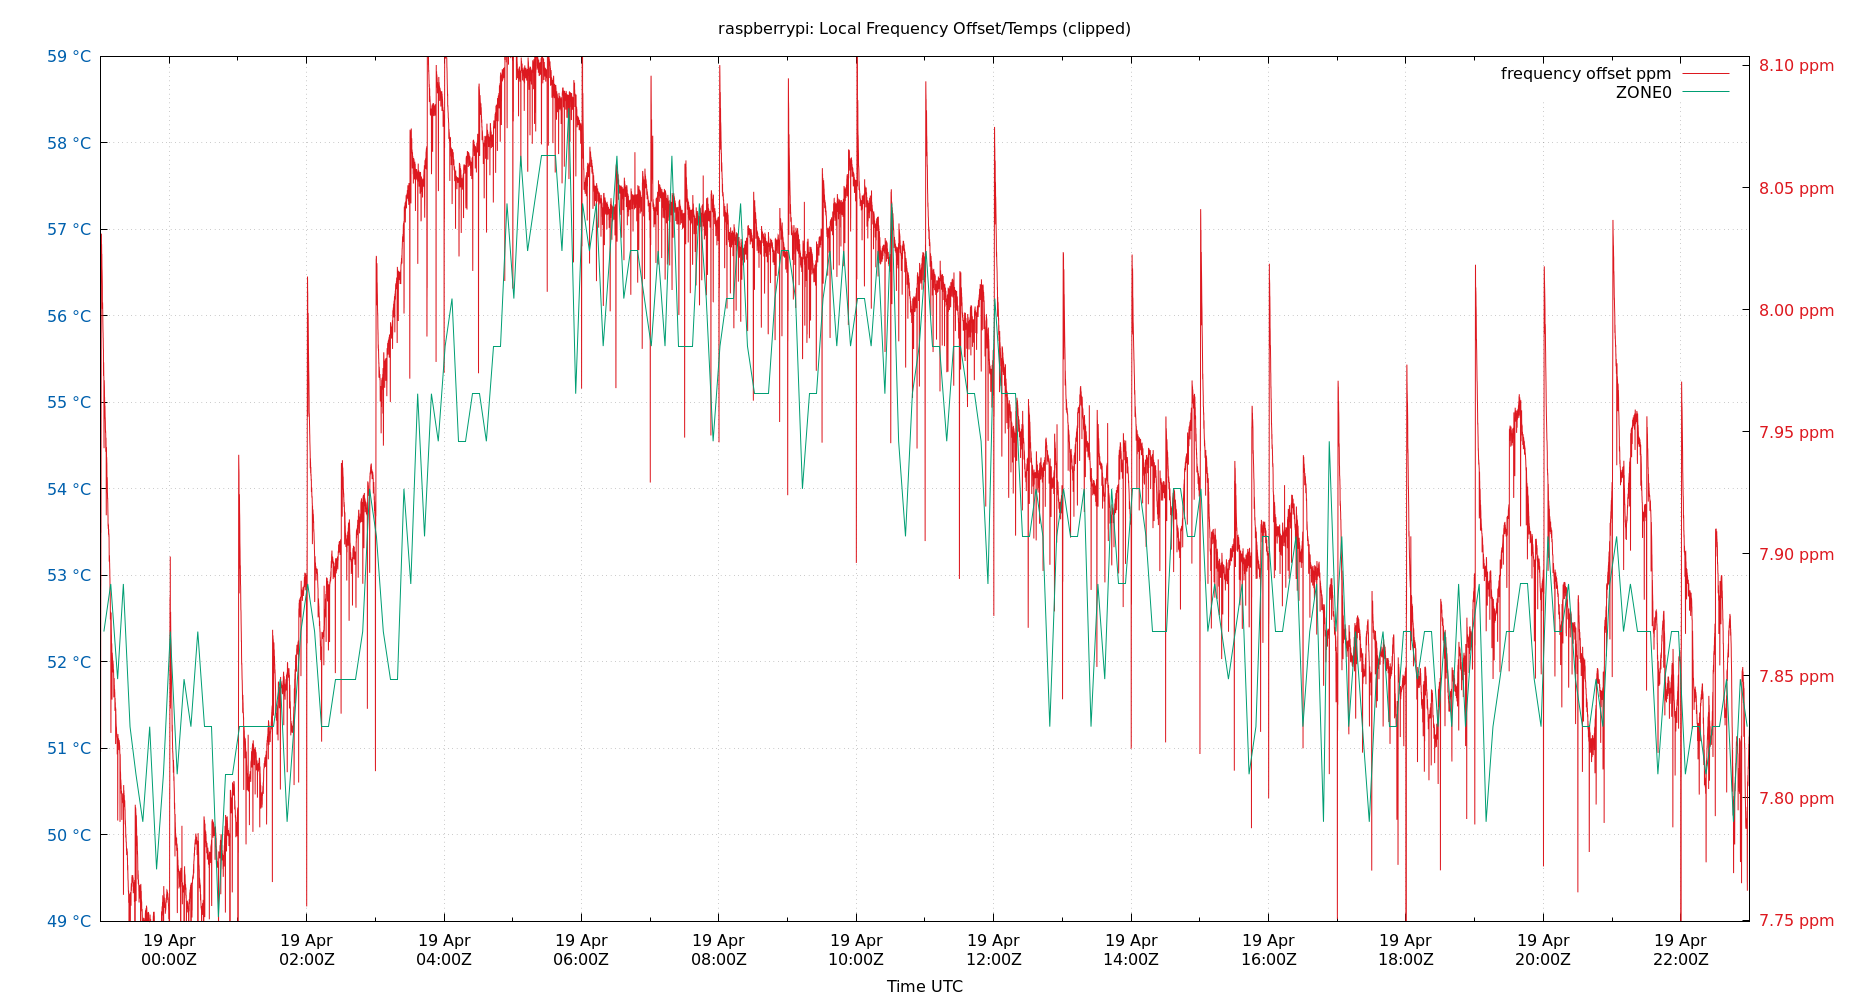 raspberrypi: Local Frequency Offset/Temps (clipped)
frequency offset ppm
ZONE0
59 °C
58 °C
57 °C
56 °C
55 °C
54 °C
53 °C
52 °C
51 °C
50 °C
49 °C
8.10 ppm
8.05 ppm
8.00 ppm
7.95 ppm
7.90 ppm
7.85 ppm
7.80 ppm
7.75 ppm
19 Apr 19 Apr 19 Apr 19 Apr 19 Apr 19 Apr 19 Apr 19 Apr 19 Apr 19 Apr 19 Apr 19 Apr
00:00Z 02:00Z 04:00Z 06:00Z 08:00Z 10:00Z 12:00Z 14:00Z 16:00Z 18:00Z 20:00Z 22:00Z
Time UTC